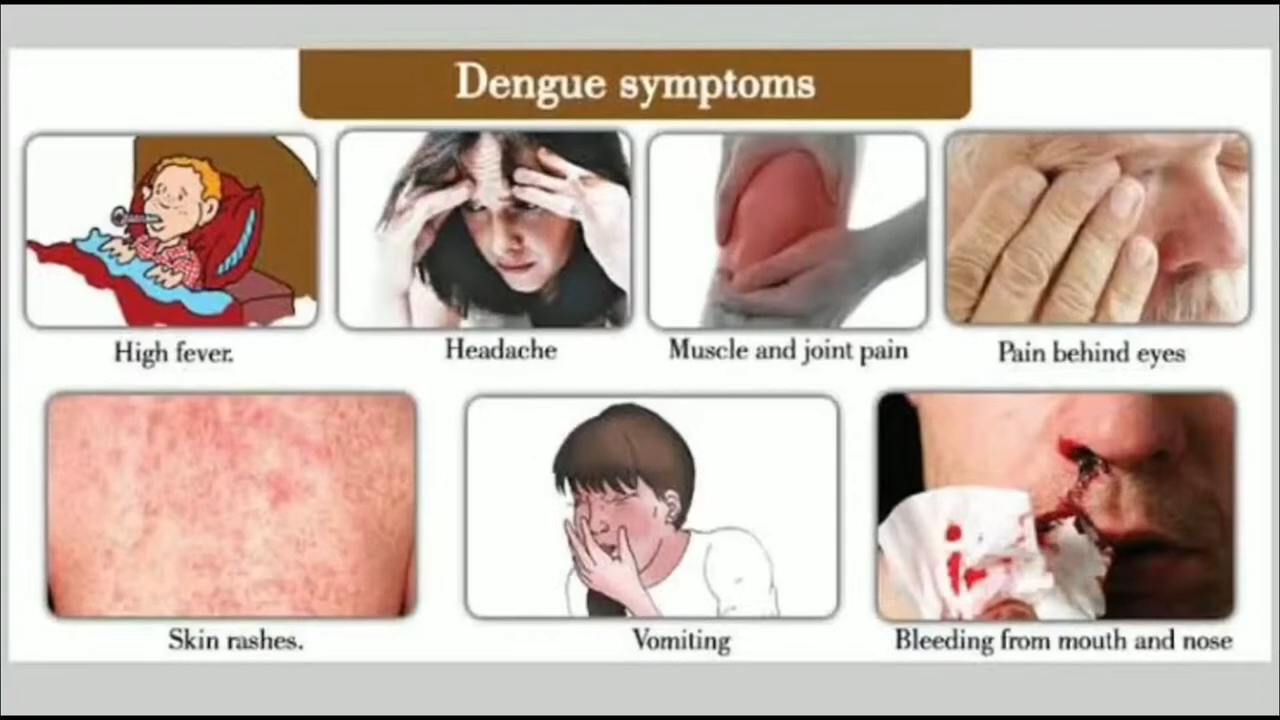 Dengue symptoms
High fever.
Headache
Muscle and joint pain
Pain behind eyes
Skin rashes.
Vomiting
Bleeding from mouth and nose